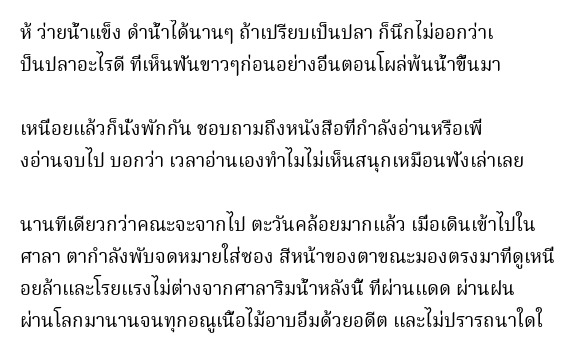 ห้ ว่ายน้ำแข็ง ดำน้ำได้นานๆ ถ้าเปรียบเป็นปลา ก็นึกไม่ออกว่าเ
ป็นปลาอะไรดี ที่เห็นฟันขาวๆก่อนอย่างอื่นตอนโผล่พ้นน้ำขึ้นมา
เหนื่อยแล้วก็นั่งพักกัน ชอบถามถึงหนังสือที่กำลังอ่านหรือเพิ่
งอ่านจบไป บอกว่า เวลาอ่านเองทำไมไม่เห็นสนุกเหมือนฟังเล่าเลย
นานทีเดียวกว่าคณะจะจากไป ตะวันคล้อยมากแล้ว เมื่อเดินเข้าไปใน
ศาลา ตากำลังพับจดหมายใส่ซอง สีหน้าของตาขณะมองตรงมาที่ดูเหนื่
อยล้าและโรยแรงไม่ต่างจากศาลาริมน้ำหลังนี้ ที่ผ่านแดด ผ่านฝน
ผ่านโลกมานานจนทุกอณูเนื้อไม้อาบอิ่มด้วยอดีต และไม่ปรารถนาใดใ